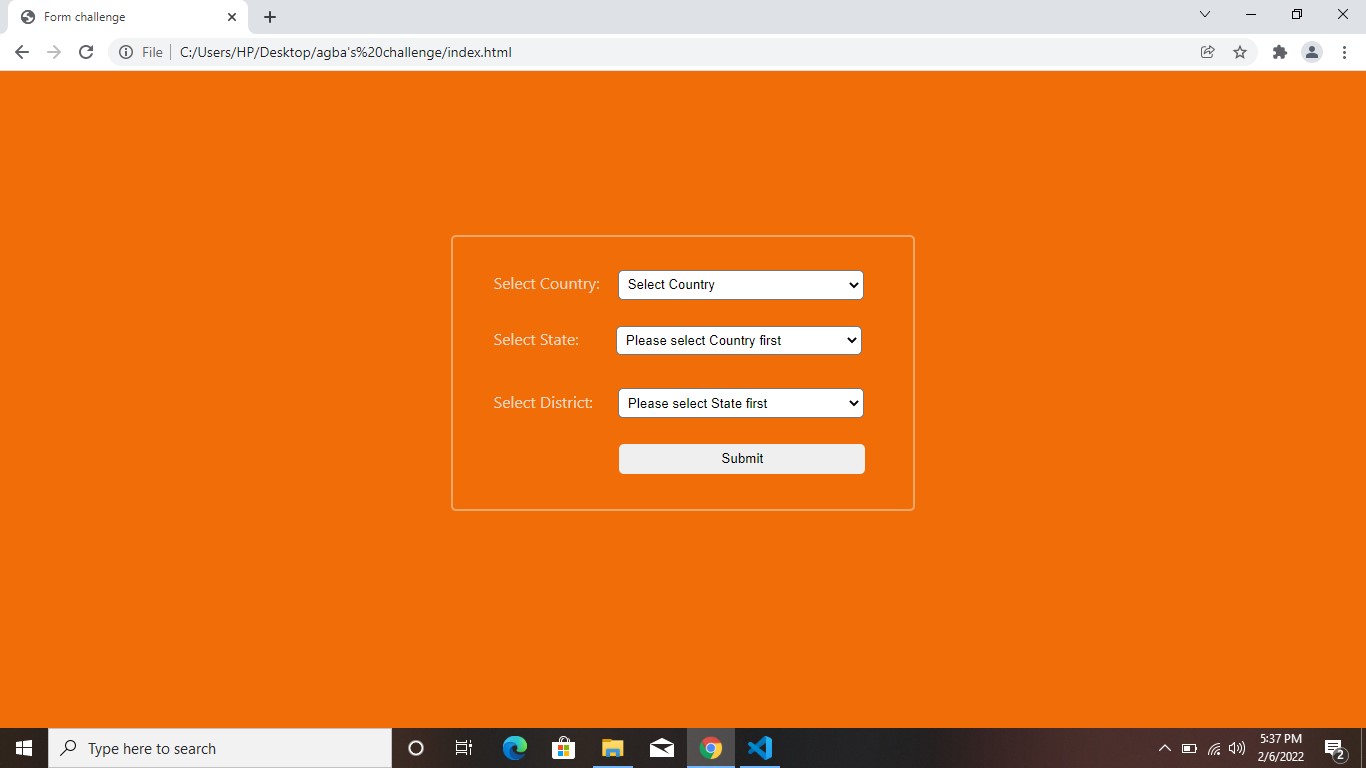 Form challenge
File
C:/Users/HP/Desktop/agba's%20challenge/index.html
Select Country: Select Country
Select State: Please select Country first
Select District: Please select State first
Submit
Type here to search
5:37 PM
2/6/2022
2